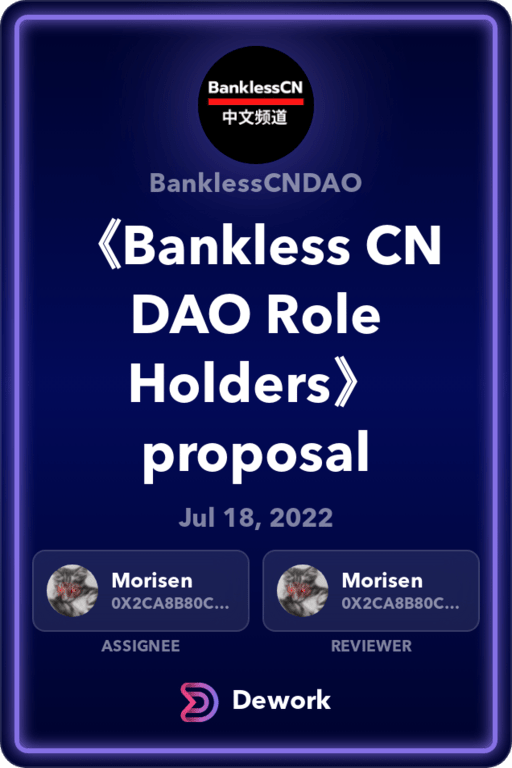 BanklessCN
中文频道
BanklessCNDAO
《Bankless CN
DAO Role
Holders》
proposal
Jul 18, 2022
Morisen
0X2CA8B80C...
Morisen
0X2CA8B80C...
ASSIGNEE
REVIEWER
Dework